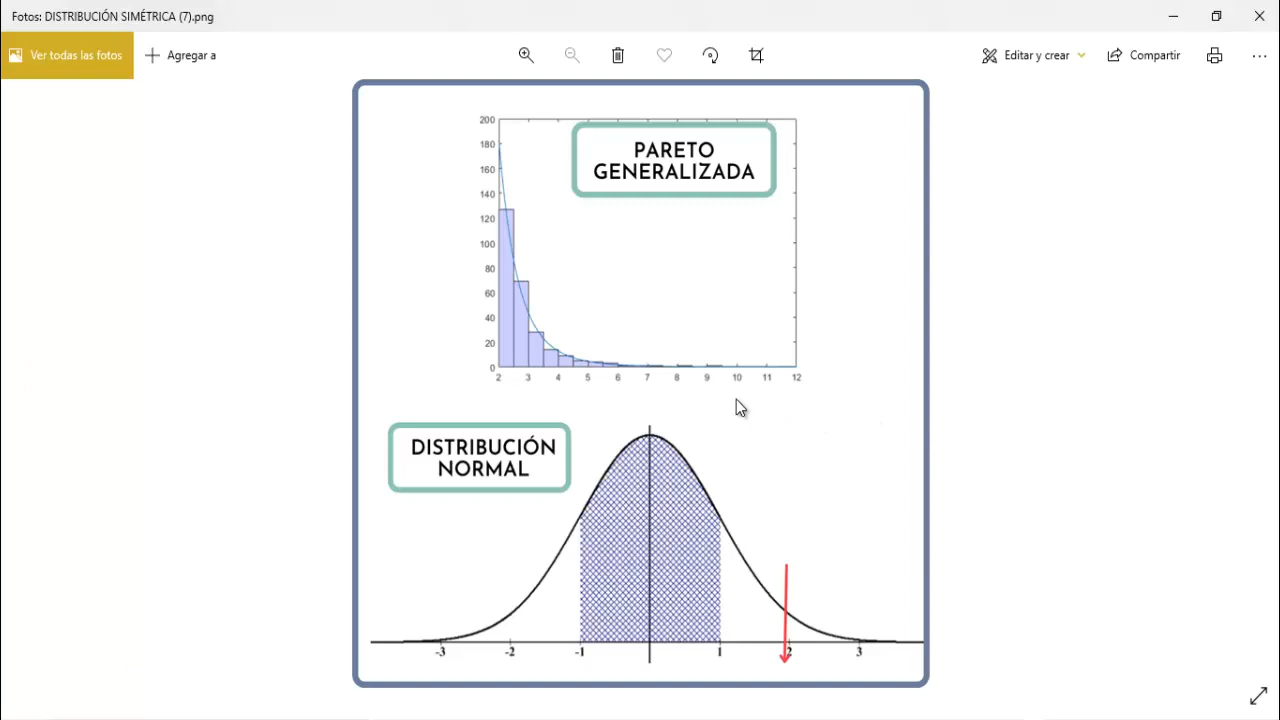 Fotos: DISTRIBUCIÓN SIMÉTRICA (7).png
Ver todas las fotos
Agregar a
Editar y crear
Compartir
PARETO
GENERALIZADA
200
180
160
140
120
100
80
60
40
20
0
2 3 4 5 6 7 8 9 10 11 12
DISTRIBUCIÓN
NORMAL
-3 -2 -1 1 2 3